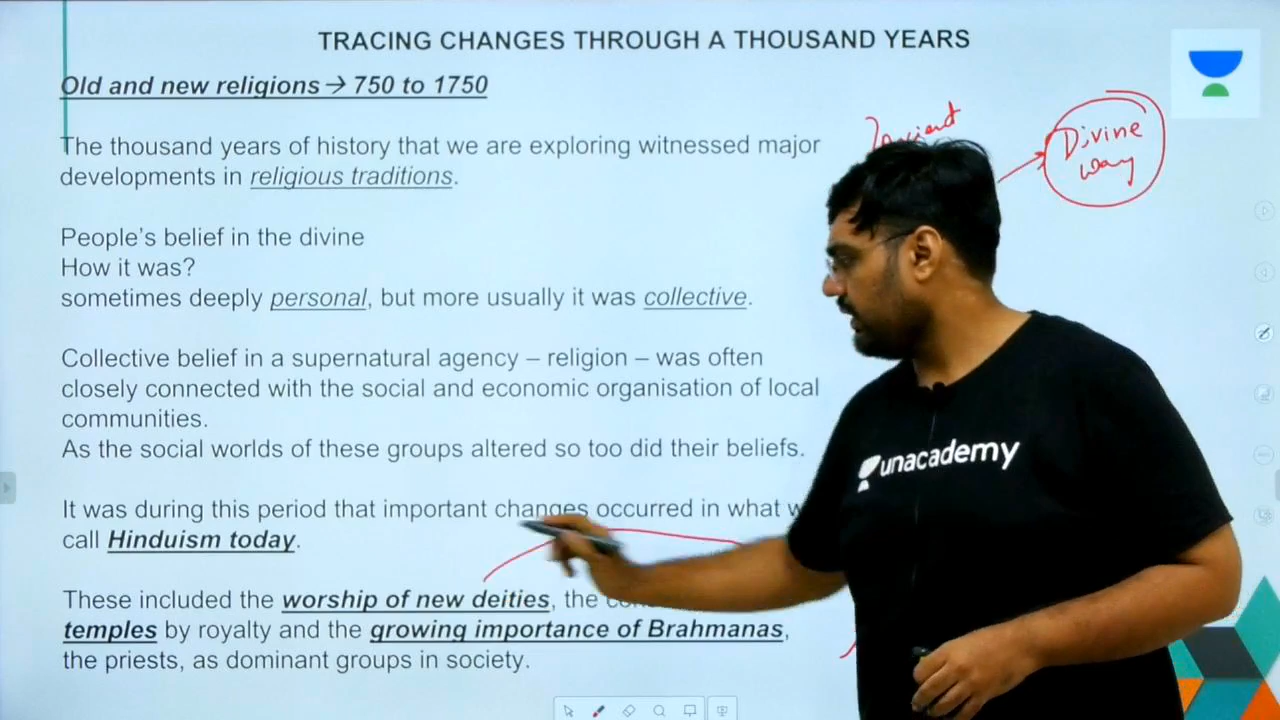 TRACING CHANGES THROUGH A THOUSAND YEARS
Old and new religions → 750 to 1750
The thousand years of history that we are exploring witnessed major
developments in religious traditions.
People's belief in the divine
How it was?
sometimes deeply personal, but more usually it was collective.
Collective belief in a supernatural agency – religion – was often
closely connected with the social and economic organisation of local
communities.
As the social worlds of these groups altered so too did their beliefs.
It was during this period that important changes occurred in what
call Hinduism today.
These included the worship of new deities, the
temples by royalty and the growing importance of Brahmanas,
the priests, as dominant groups in society.
Divine
way
unacademy